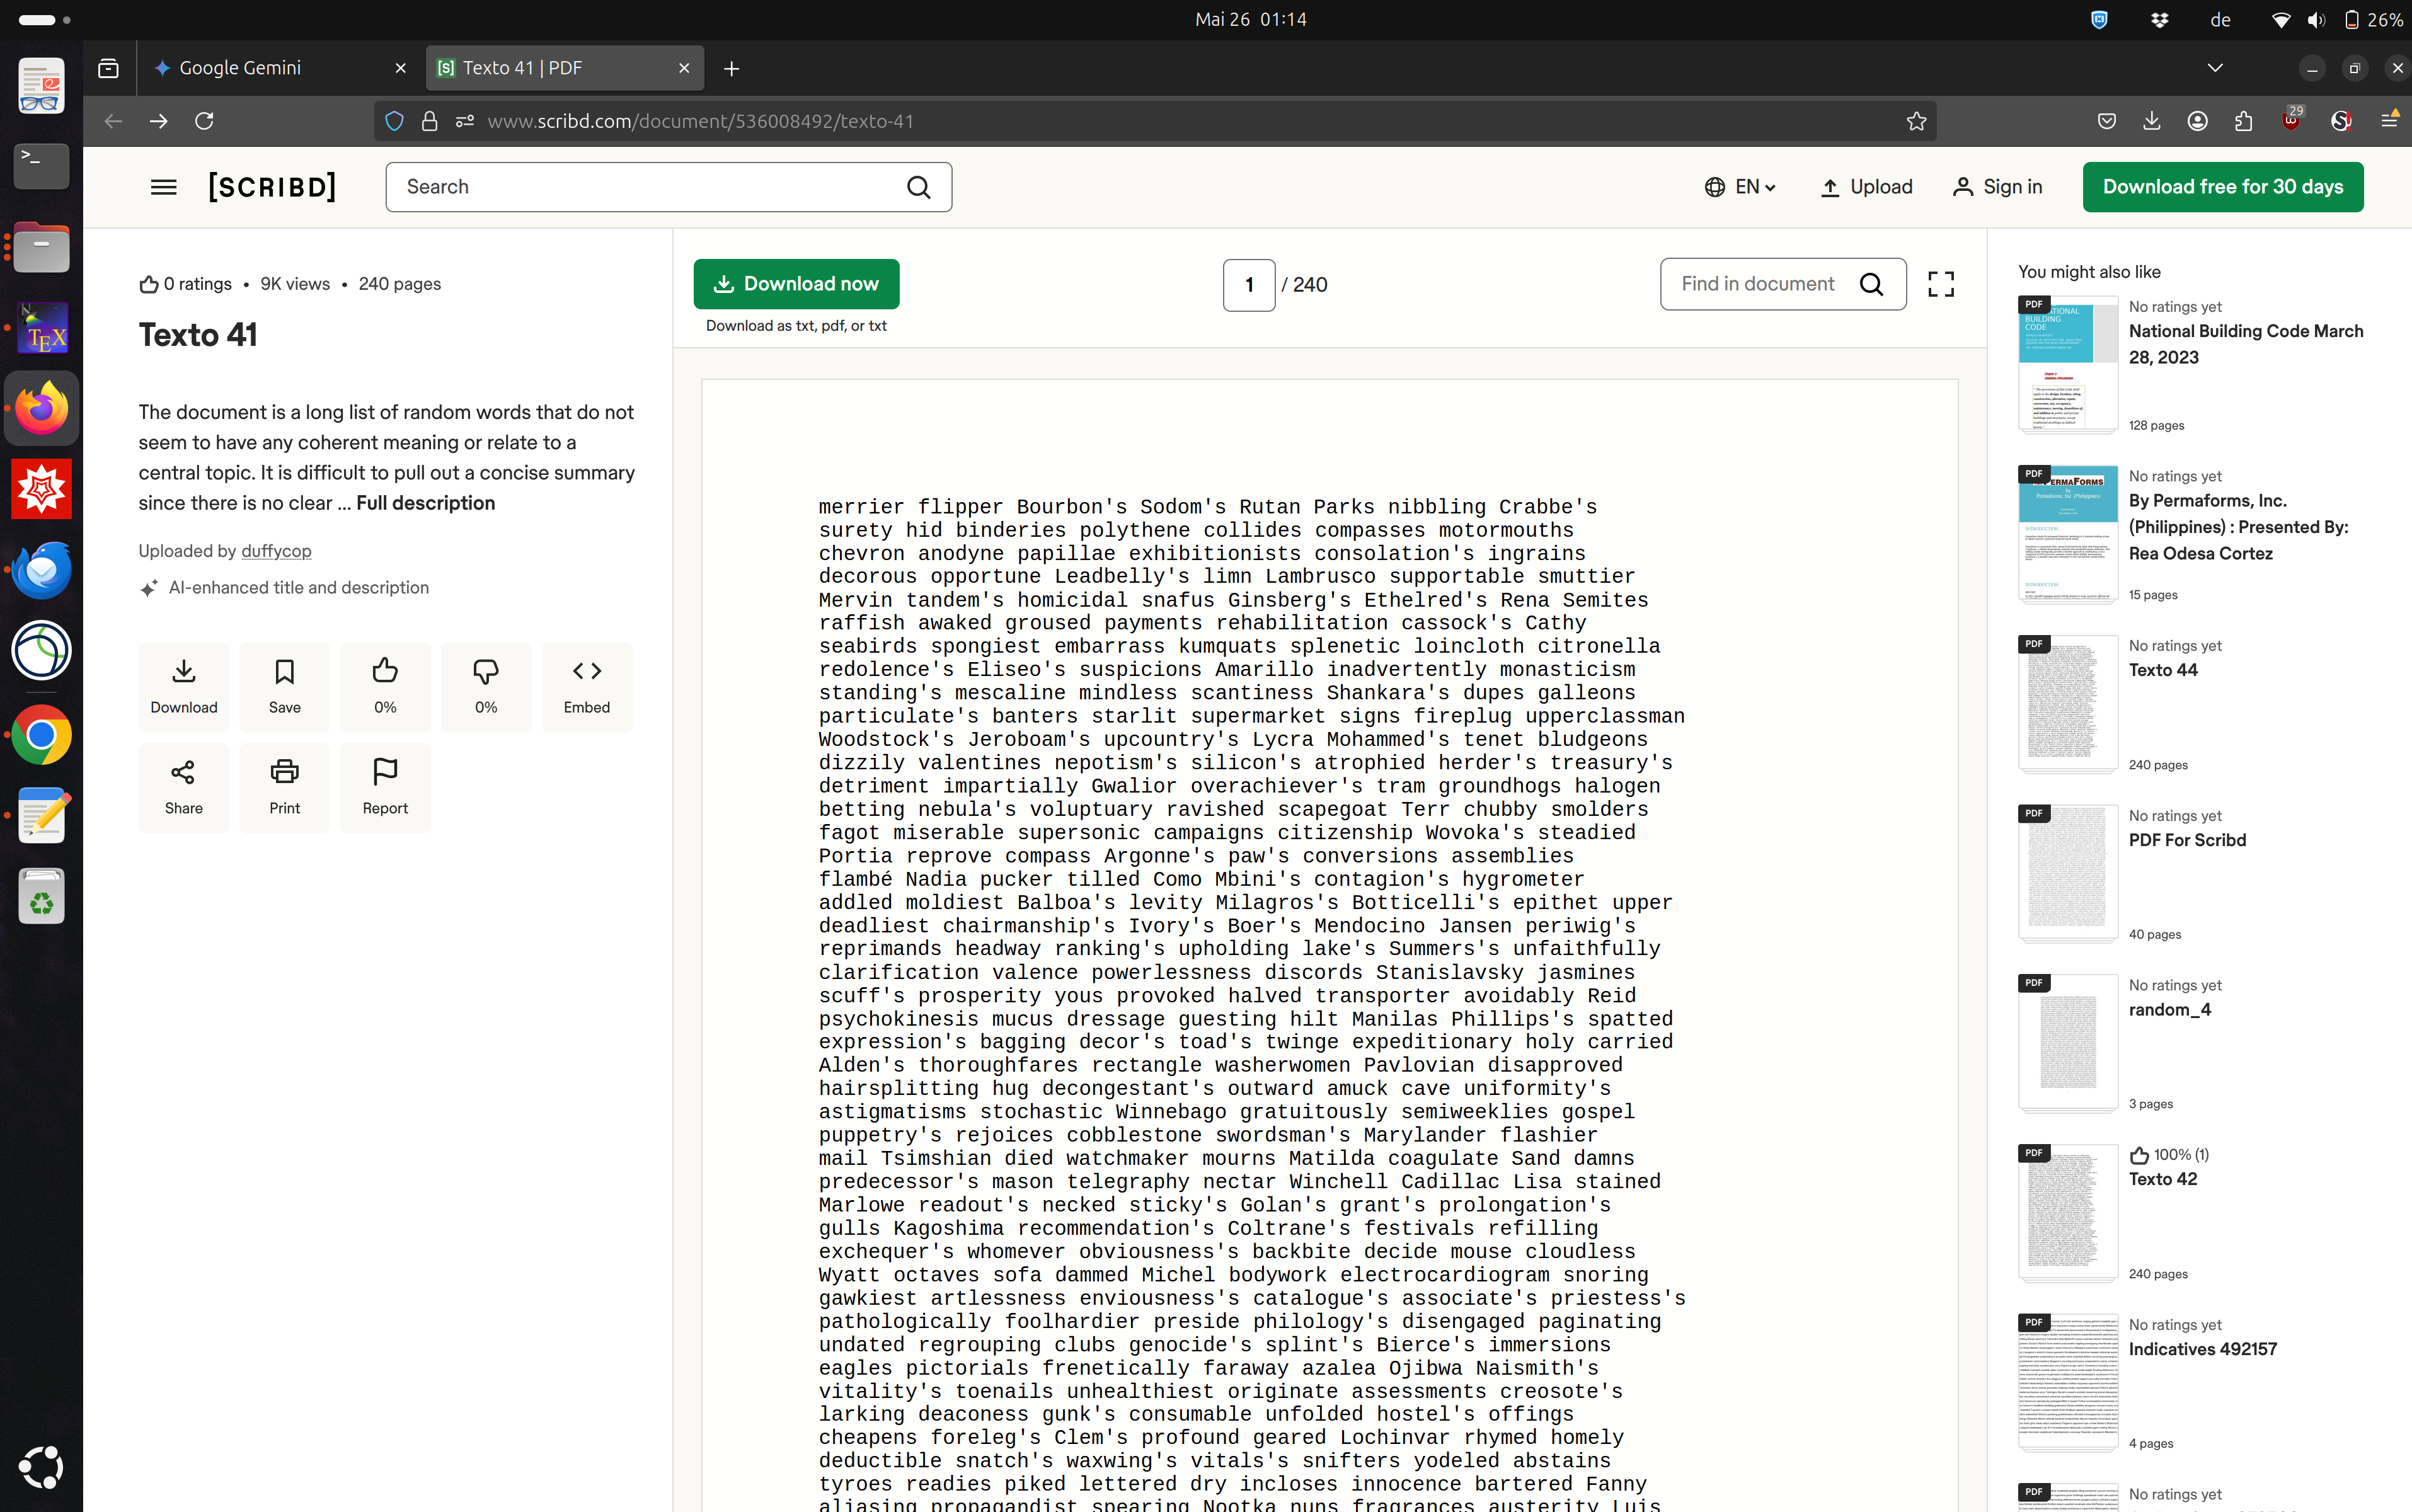 Mai 26 01:14
de
26%
Google Gemini
[S] Texto 41 | PDF
www.scribd.com/document/536008492/texto-41
29
[SCRIBD]
Search
EN
Upload
Sign in
Download free for 30 days
0 ratings • 9K views • 240 pages
Texto 41
The document is a long list of random words that do not
seem to have any coherent meaning or relate to a
central topic. It is difficult to pull out a concise summary
since there is no clear ... Full description
Uploaded by duffycop
AI-enhanced title and description
Download
Save
0%
0%
Embed
Share
Print
Report
Download now
Download as txt, pdf, or txt
1 / 240
Find in document
merrier flipper Bourbon's Sodom's Rutan Parks nibbling Crabbe's
surety hid binderies polythene collides compasses motormouths
chevron anodyne papillae exhibitionists consolation's ingrains
decorous opportune Leadbelly's limn Lambrusco supportable smuttier
Mervin tandem's homicidal snafus Ginsberg's Ethelred's Rena Semites
raffish awaked groused payments rehabilitation cassock's Cathy
seabirds spongiest embarrass kumquats splenetic loincloth citronella
redolence's Eliseo's suspicions Amarillo inadvertently monasticism
standing's mescaline mindless scantiness Shankara's dupes galleons
particulate's banters starlit supermarket signs fireplug upperclassman
Woodstock's Jeroboam's upcountry's Lycra Mohammed's tenet bludgeons
dizzily valentines nepotism's silicon's atrophied herder's treasury's
detriment impartially Gwalior overachiever's tram groundhogs halogen
betting nebula's voluptuary ravished scapegoat Terr chubby smolders
fagot miserable supersonic campaigns citizenship Wovoka's steadied
Portia reprove compass Argonne's paw's conversions assemblies
flambé Nadia pucker tilled Como Mbini's contagion's hygrometer
addled moldiest Balboa's levity Milagros's Botticelli's epithet upper
deadliest chairmanship's Ivory's Boer's Mendocino Jansen periwig's
reprimands headway ranking's upholding lake's Summers's unfaithfully
clarification valence powerlessness discords Stanislavsky jasmines
scuff's prosperity yous provoked halved transporter avoidably Reid
psychokinesis mucus dressage guesting hilt Manilas Phillips's spatted
expression's bagging decor's toad's twinge expeditionary holy carried
Alden's thoroughfares rectangle washerwomen Pavlovian disapproved
hairsplitting hug decongestant's outward amuck cave uniformity's
astigmatisms stochastic Winnebago gratuitously semiweeklies gospel
puppetry's rejoices cobblestone swordsman's Marylander flashier
mail Tsimshian died watchmaker mourns Matilda coagulate Sand damns
predecessor's mason telegraphy nectar Winchell Cadillac Lisa stained
Marlowe readout's necked sticky's Golan's grant's prolongation's
gulls Kagoshima recommendation's Coltrane's festivals refilling
exchequer's whomever obviousness's backbite decide mouse cloudless
Wyatt octaves sofa dammed Michel bodywork electrocardiogram snoring
gawkiest artlessness enviousness's catalogue's associate's priestess's
pathologically foolhardier preside philology's disengaged paginating
undated regrouping clubs genocide's splint's Bierce's immersions
eagles pictorials frenetically faraway azalea Ojibwa Naismith's
vitality's toenails unhealthiest originate assessments creosote's
larking deaconess gunk's consumable unfolded hostel's offings
cheapens foreleg's Clem's profound geared Lochinvar rhymed homely
deductible snatch's waxwing's vitals's snifters yodeled abstains
tyroes readies piked lettered dry incloses innocence bartered Fanny
aliasing propagandist spearing Nootka nuns fragrances austerity Luis
You might also like
PDF
No ratings yet
National Building Code March
28, 2023
128 pages
PDF
No ratings yet
By Permaforms, Inc.
(Philippines) : Presented By:
Rea Odesa Cortez
15 pages
PDF
No ratings yet
Texto 44
240 pages
PDF
No ratings yet
PDF For Scribd
40 pages
PDF
No ratings yet
random_4
3 pages
PDF
100% (1)
Texto 42
240 pages
PDF
No ratings yet
Indicatives 492157
4 pages
PDF
No ratings yet